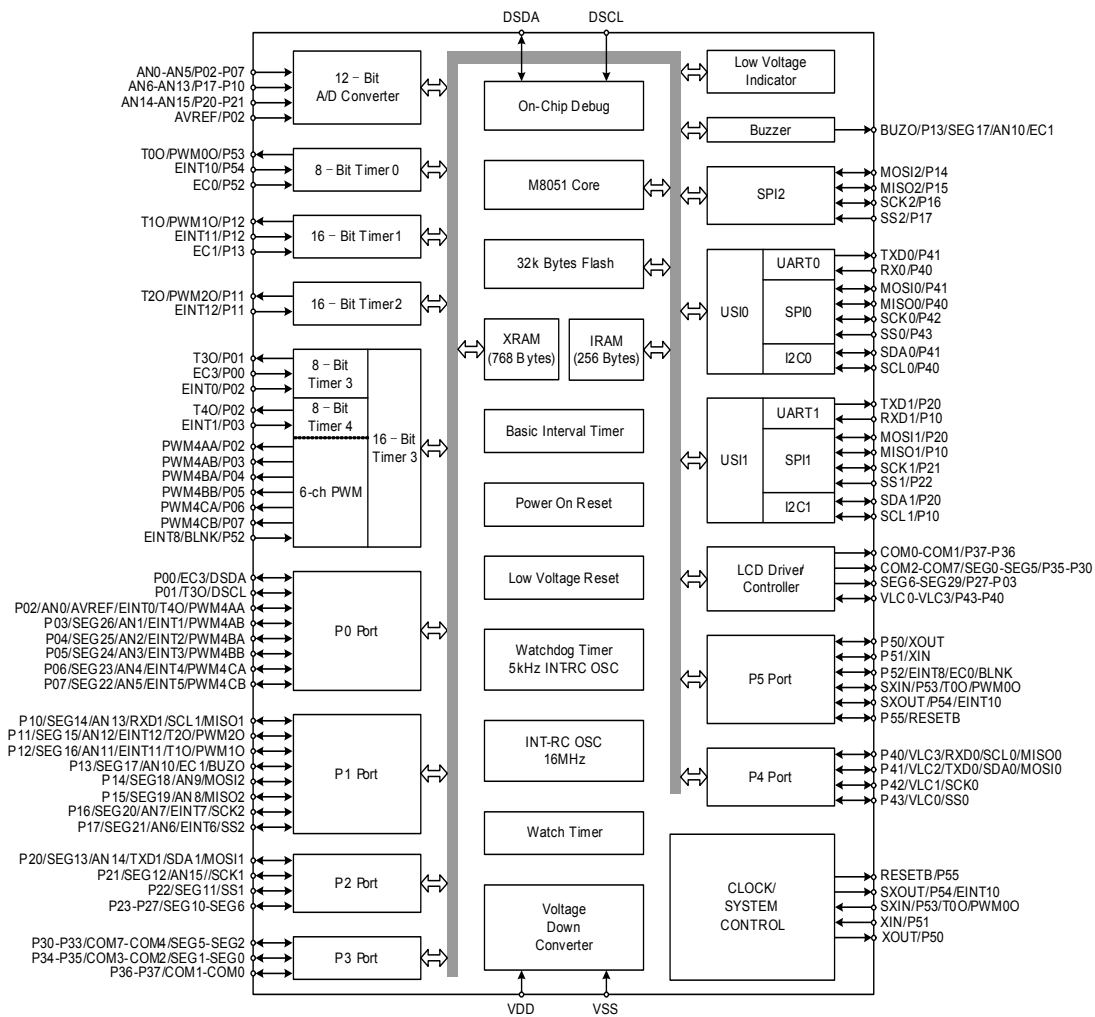 DSDA
DSCL
AN0-AN5/P02-P07
AN6-AN13/P17-P10
AN14-AN15/P20-P21
AVREF/P02
12 – Bit
A/D Converter
T0O/PWM0O/P53
EINT10/P54
EC0/P52
8 – Bit Timer 0
T1O/PWM1O/P12
EINT11/P12
EC1/P13
16 – Bit Timer1
T2O/PWM2O/P11
EINT12/P11
16 – Bit Timer2
T3O/P01
EC3/P00
EINT0/P02
8 – Bit
Timer 3
T4O/P02
EINT1/P03
8 – Bit
Timer 4
16 – Bit
Timer 3
PWM4AA/P02
PWM4AB/P03
PWM4BA/P04
PWM4BB/P05
PWM4CA/P06
PWM4CB/P07
EINT8/BLNK/P52
6-ch PWM
P00/EC3/DSDA
P01/T3O/DSCL
P02/AN0/AVREF/EINT0/T4O/PWM4AA
P03/SEG26/AN1/EINT1/PWM4AB
P04/SEG25/AN2/EINT2/PWM4BA
P05/SEG24/AN3/EINT3/PWM4BB
P06/SEG23/AN4/EINT4/PWM4CA
P07/SEG22/AN5/EINT5/PWM4CB
P0 Port
P10/SEG14/AN13/RXD1/SCL1/MISO1
P11/SEG15/AN12/EINT12/T2O/PWM2O
P12/SEG16/AN11/EINT11/T1O/PWM1O
P13/SEG17/AN10/EC1/BUZO
P14/SEG18/AN9/MOSI2
P15/SEG19/AN8/MISO2
P16/SEG20/AN7/EINT7/SCK2
P17/SEG21/AN6/EINT6/SS2
P1 Port
P20/SEG13/AN14/TXD1/SDA1/MOSI1
P21/SEG12/AN15//SCK1
P22/SEG11/SS1
P23-P27/SEG10-SEG6
P2 Port
P30-P33/COM7-COM4/SEG5-SEG2
P34-P35/COM3-COM2/SEG1-SEG0
P36-P37/COM1-COM0
P3 Port
On-Chip Debug
M8051 Core
32k Bytes Flash
XRAM
(768 Bytes)
IRAM
(256 Bytes)
Basic Interval Timer
Power On Reset
Low Voltage Reset
Watchdog Timer
5kHz INT-RC OSC
INT-RC OSC
16MHz
Watch Timer
Voltage
Down
Converter
VDD
VSS
Low Voltage
Indicator
Buzzer
BUZO/P13/SEG17/AN10/EC1
SPI2
MOSI2/P14
MISO2/P15
SCK2/P16
SS2/P17
USI0
UART0
SPI0
I2C0
TXD0/P41
RX0/P40
MOSI0/P41
MISO0/P40
SCK0/P42
SS0/P43
SDA0/P41
SCL0/P40
USI1
UART1
SPI1
I2C1
TXD1/P20
RXD1/P10
MOSI1/P20
MISO1/P10
SCK1/P21
SS1/P22
SDA1/P20
SCL1/P10
LCD Driver/
Controller
COM0-COM1/P37-P36
COM2-COM7/SEG0-SEG5/P35-P30
SEG6-SEG29/P27-P03
VLC0-VLC3/P43-P40
P5 Port
P50/XOUT
P51/XIN
P52/EINT8/EC0/BLNK
SXIN/P53/T0O/PWM0O
SXOUT/P54/EINT10
P55/RESETB
P4 Port
P40/VLC3/RXD0/SCL0/MISO0
P41/VLC2/TXD0/SDA0/MOSI0
P42/VLC1/SCK0
P43/VLC0/SS0
CLOCK/
SYSTEM
CONTROL
RESETB/P55
SXOUT/P54/EINT10
SXIN/P53/T0O/PWM0O
XIN/P51
XOUT/P50